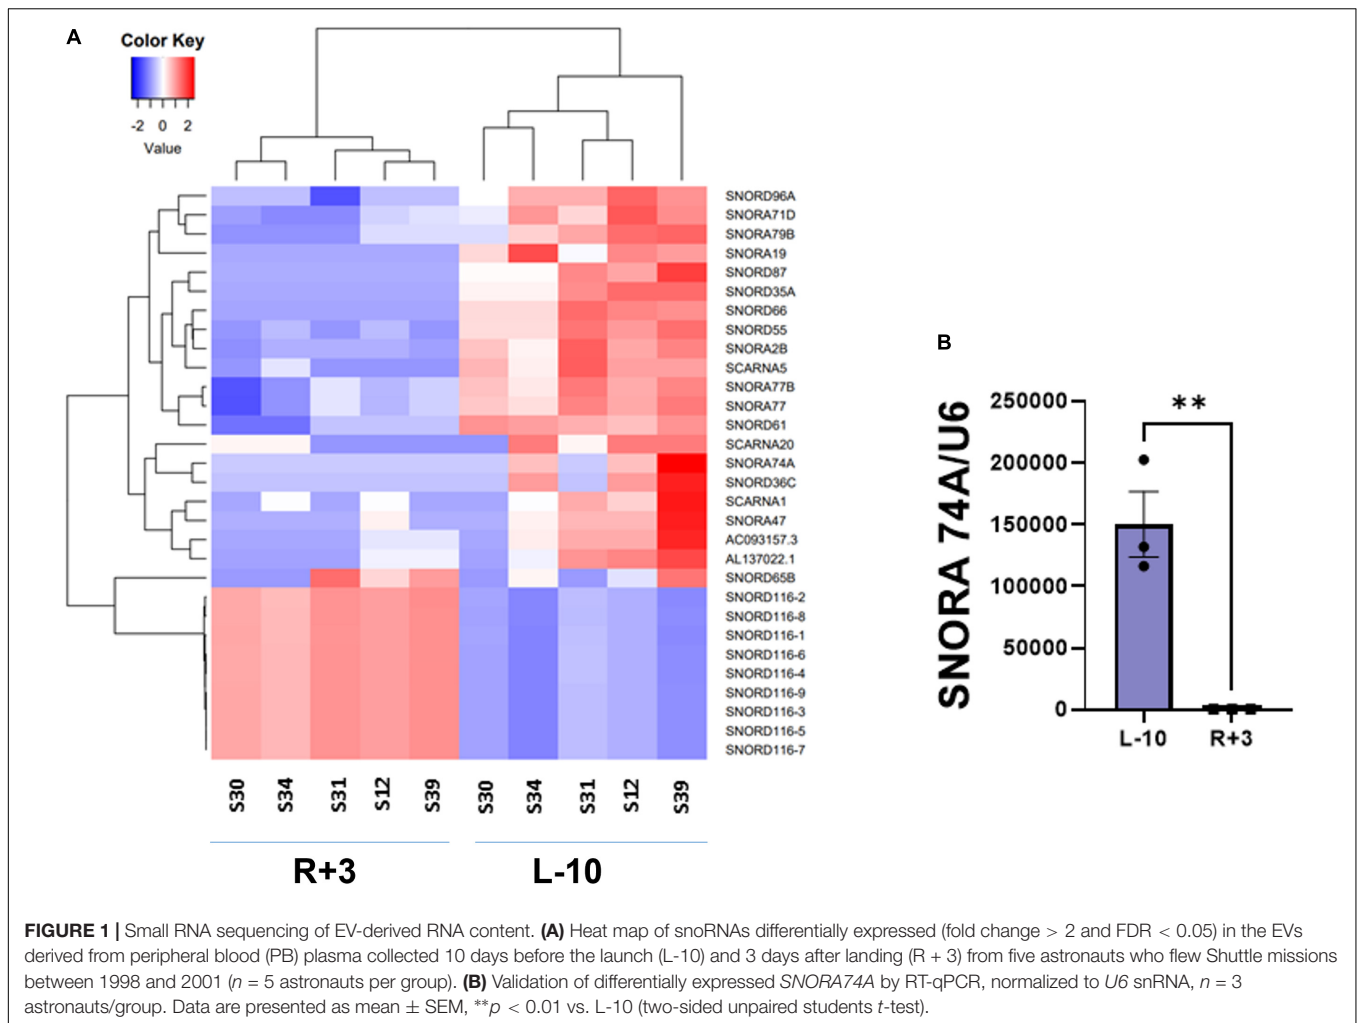 A
Color Key
-2 0 2
Value
SNORD96A
SNORA71D
SNORA79B
SNORA19
SNORD87
SNORD35A
SNORD66
SNORD55
SNORA2B
SCARNA5
SNORA77B
SNORA77
SNORD61
SCARNA20
SNORA74A
SNORD36C
SCARNA1
SNORA47
AC093157.3
AL137022.1
SNORD65B
SNORD116-2
SNORD116-8
SNORD116-1
SNORD116-6
SNORD116-4
SNORD116-9
SNORD116-3
SNORD116-5
SNORD116-7
S30 S34 S31 S12 S39 S30 S34 S31 S12 S39
R+3 L-10
B
SNORA 74A/U6
250000
200000
150000
100000
50000
0
**
L-10 R+3
FIGURE 1 | Small RNA sequencing of EV-derived RNA content. (A) Heat map of snoRNAs differentially expressed (fold change > 2 and FDR < 0.05) in the EVs
derived from peripheral blood (PB) plasma collected 10 days before the launch (L-10) and 3 days after landing (R + 3) from five astronauts who flew Shuttle missions
between 1998 and 2001 (n = 5 astronauts per group). (B) Validation of differentially expressed SNORA74A by RT-qPCR, normalized to U6 snRNA, n = 3
astronauts/group. Data are presented as mean ± SEM, **p < 0.01 vs. L-10 (two-sided unpaired students t-test).